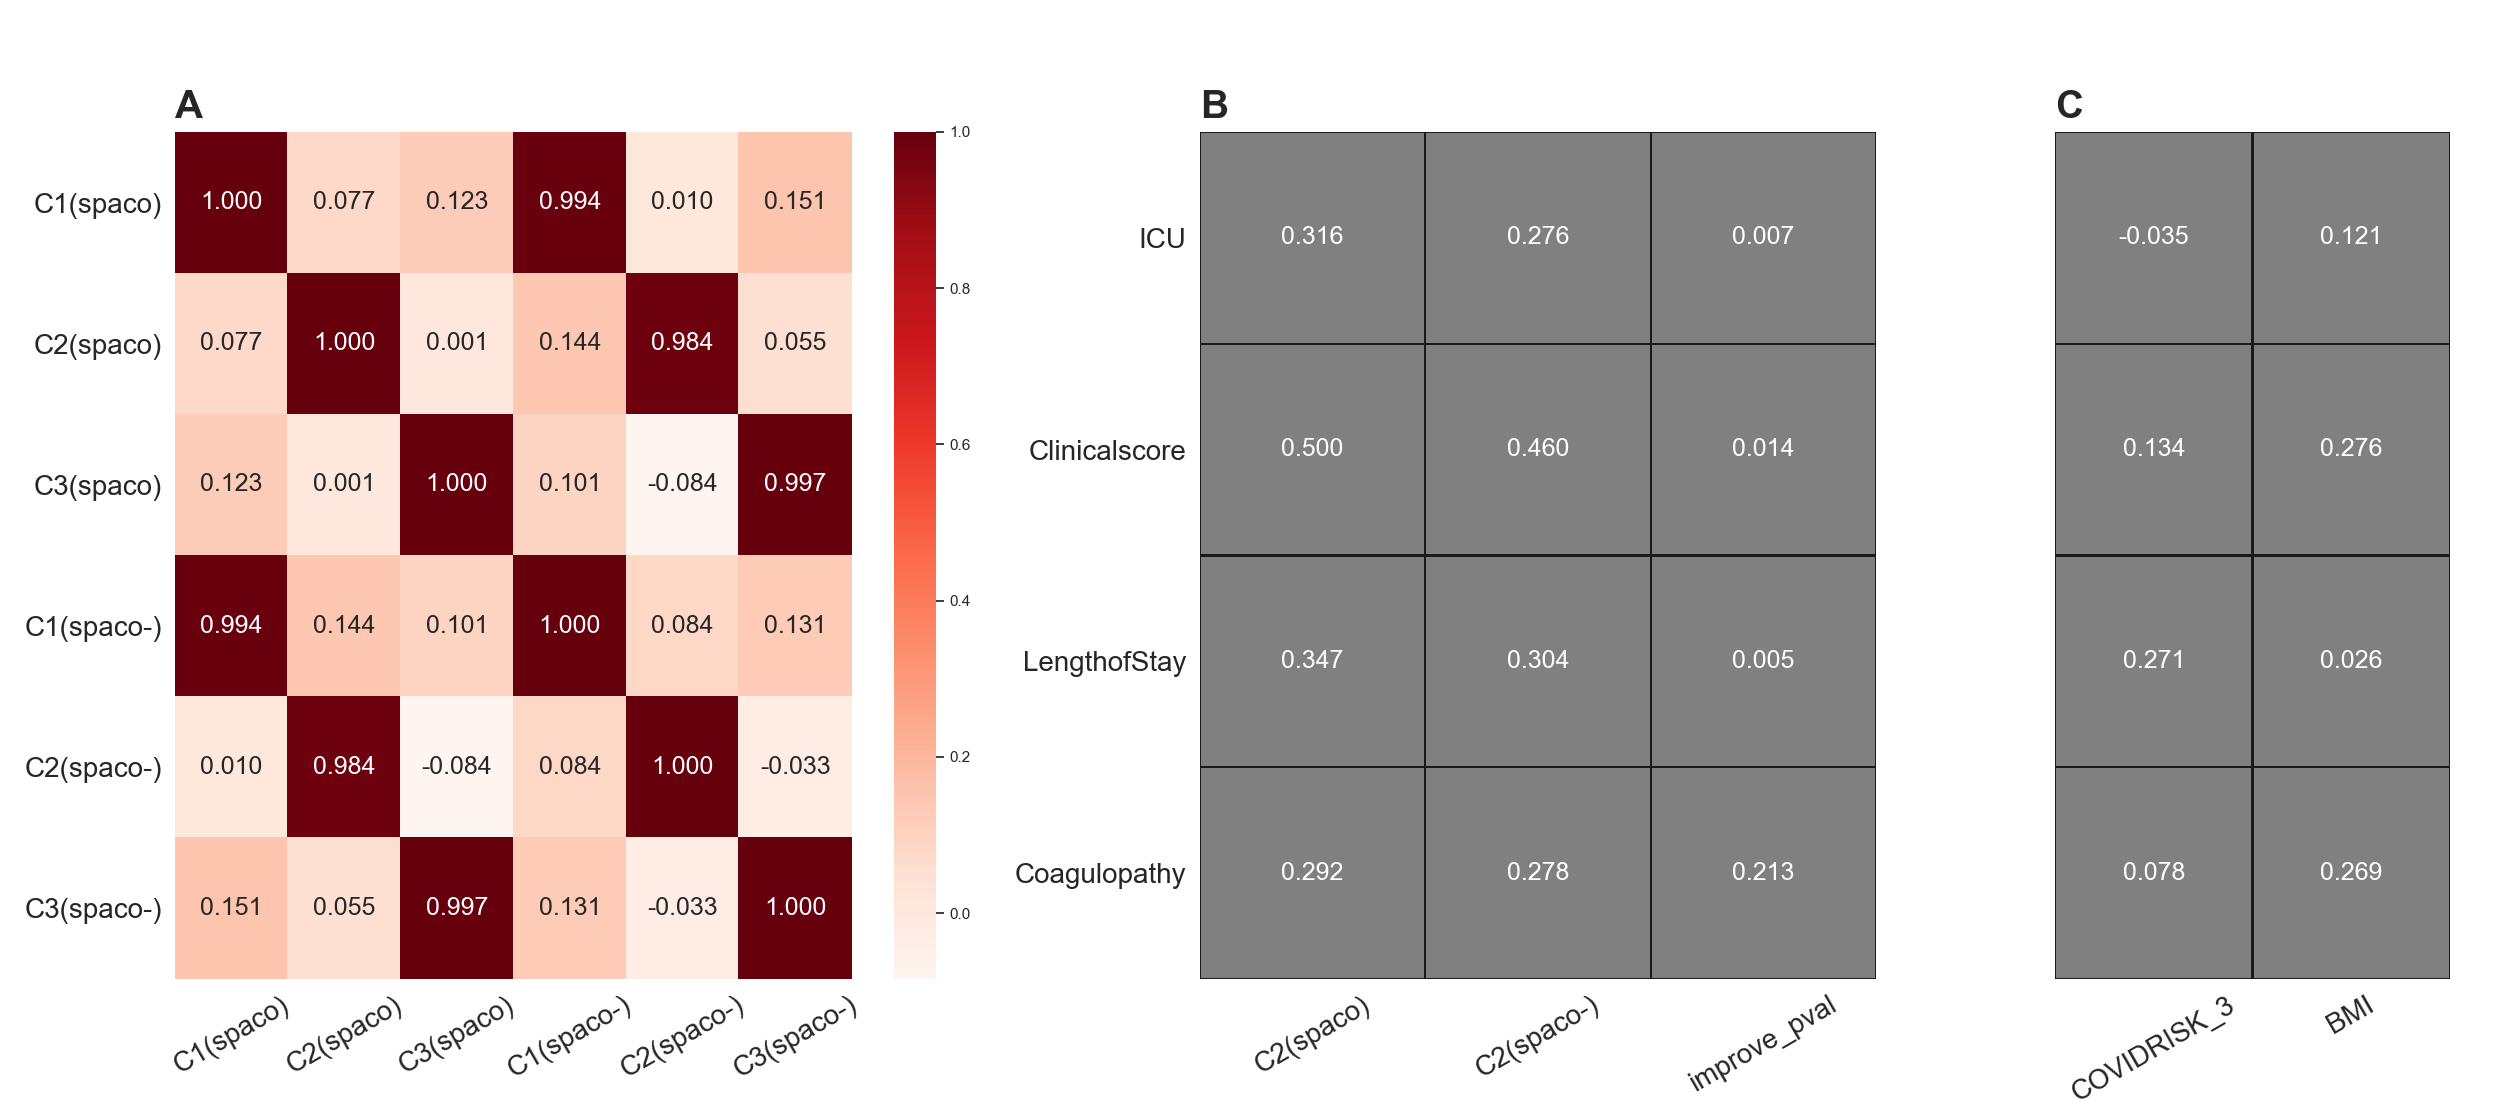 A
C1(spaco) 1.000 0.077 0.123 0.994 0.010 0.151
C2(spaco) 0.077 1.000 0.001 0.144 0.984 0.055
C3(spaco) 0.123 0.001 1.000 0.101 -0.084 0.997
C1(spaco-) 0.994 0.144 0.101 1.000 0.084 0.131
C2(spaco-) 0.010 0.984 -0.084 0.084 1.000 -0.033
C3(spaco-) 0.151 0.055 0.997 0.131 -0.033 1.000
C1(spaco) C2(spaco) C3(spaco) C1(spaco-) C2(spaco-) C3(spaco-)
1.0
0.8
0.6
0.4
0.2
0.0
B
ICU 0.316 0.276 0.007
Clinicalscore 0.500 0.460 0.014
LengthofStay 0.347 0.304 0.005
Coagulopathy 0.292 0.278 0.213
C2(spaco) C2(spaco-) improve_pval
C
-0.035 0.121
0.134 0.276
0.271 0.026
0.078 0.269
COVIDRISK_3 BMI